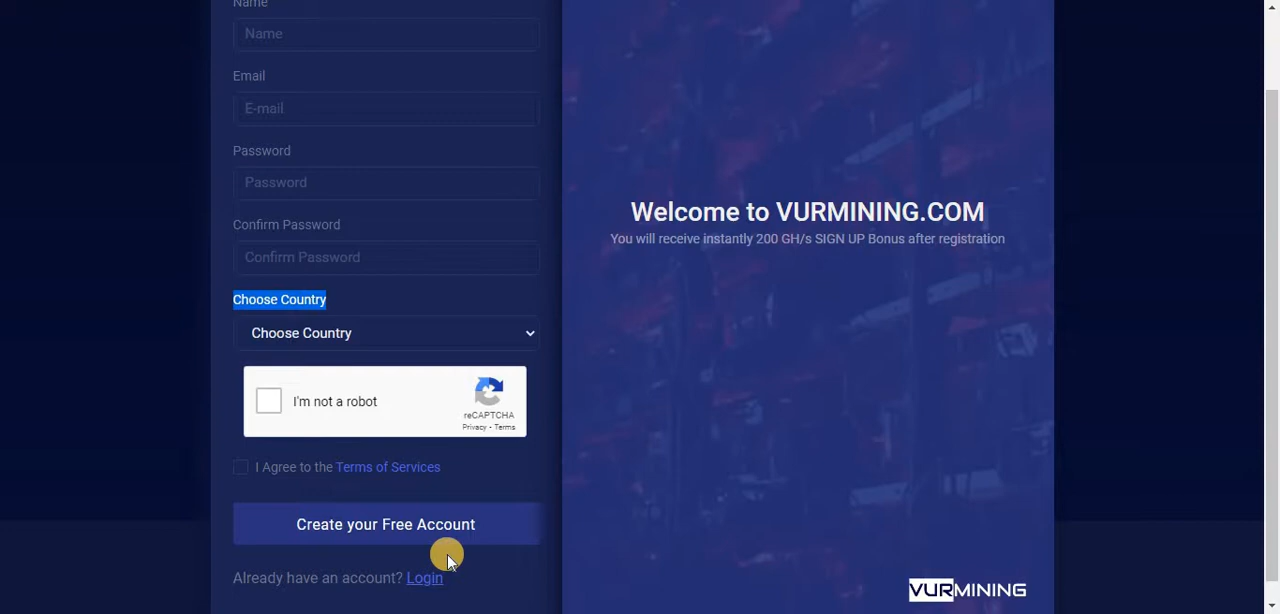 Name
Name
Email
E-mail
Password
Password
Confirm Password
Confirm Password
Choose Country
Choose Country
I'm not a robot
reCAPTCHA
Privacy - Terms
I Agree to the Terms of Services
Create your Free Account
Already have an account? Login
Welcome to VURMINING.COM
You will receive instantly 200 GH/s SIGN UP Bonus after registration
VURMINING